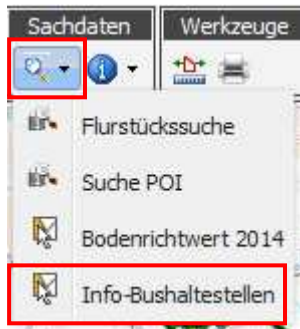 Sachdaten Werkzeuge
Flurstückssuche
Suche POI
Bodenrichtwert 2014
Info-Bushaltestellen